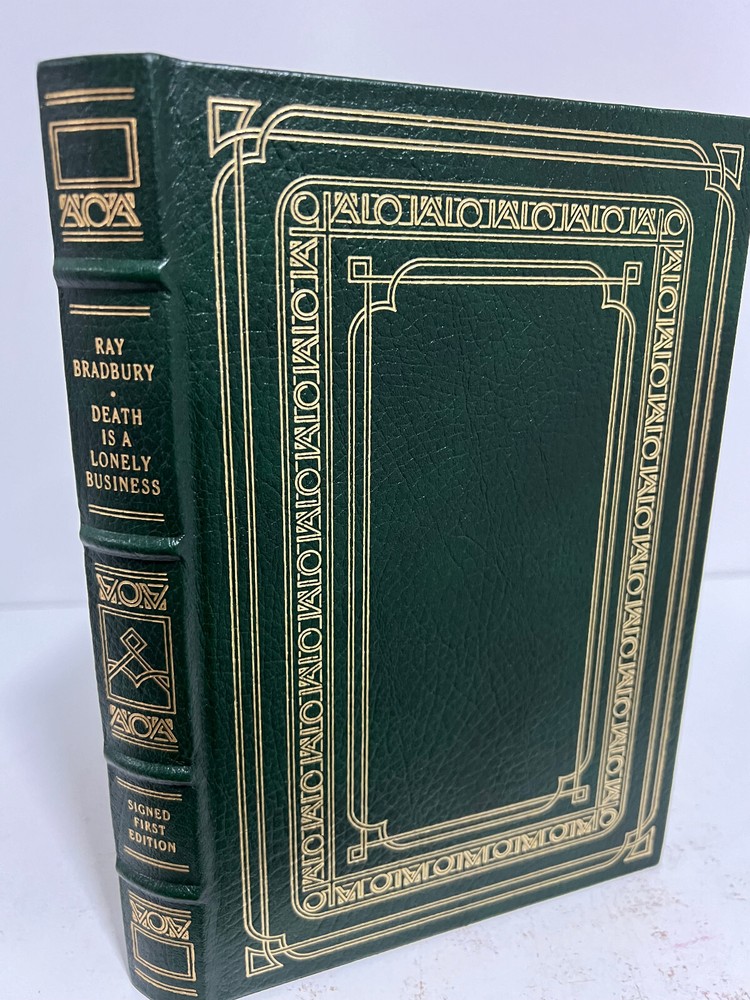 RAY
BRADBURY
•
DEATH
IS A
LONELY
BUSINESS
SIGNED
FIRST
EDITION